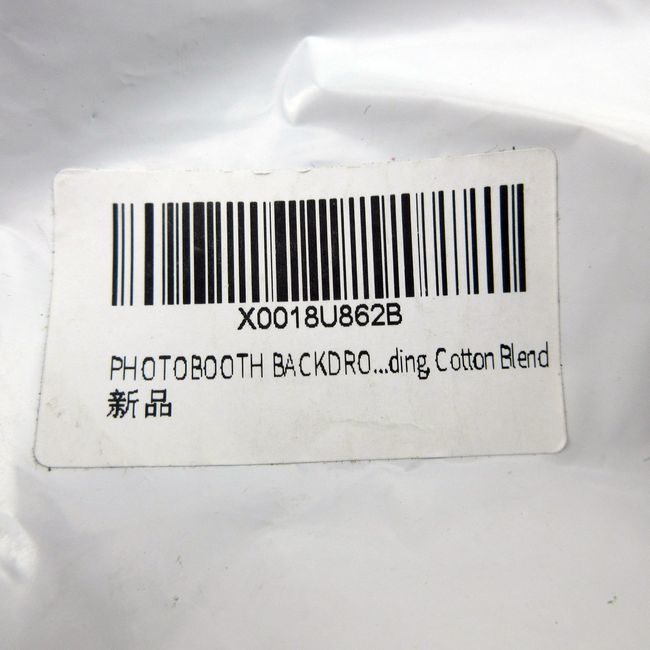 X0018U862B
PHOTOBOOTH BACKDRO...ding, Cotton Blend
新品